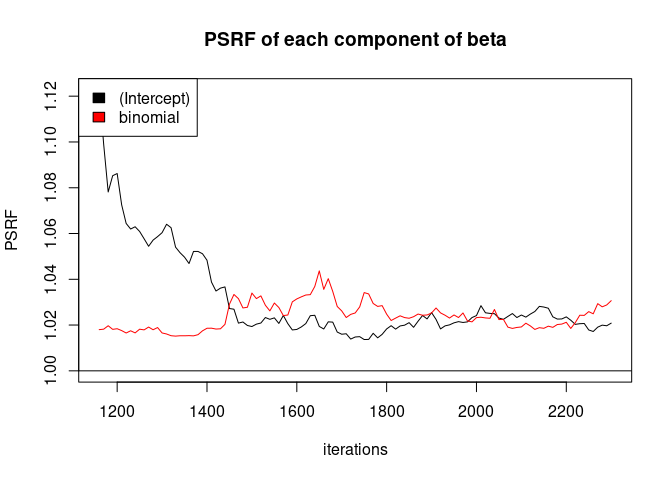 PSRF of each component of beta
(Intercept)
binomial
PSRF
1.00
1.02
1.04
1.06
1.08
1.10
1.12
1200
1400
1600
1800
2000
2200
iterations